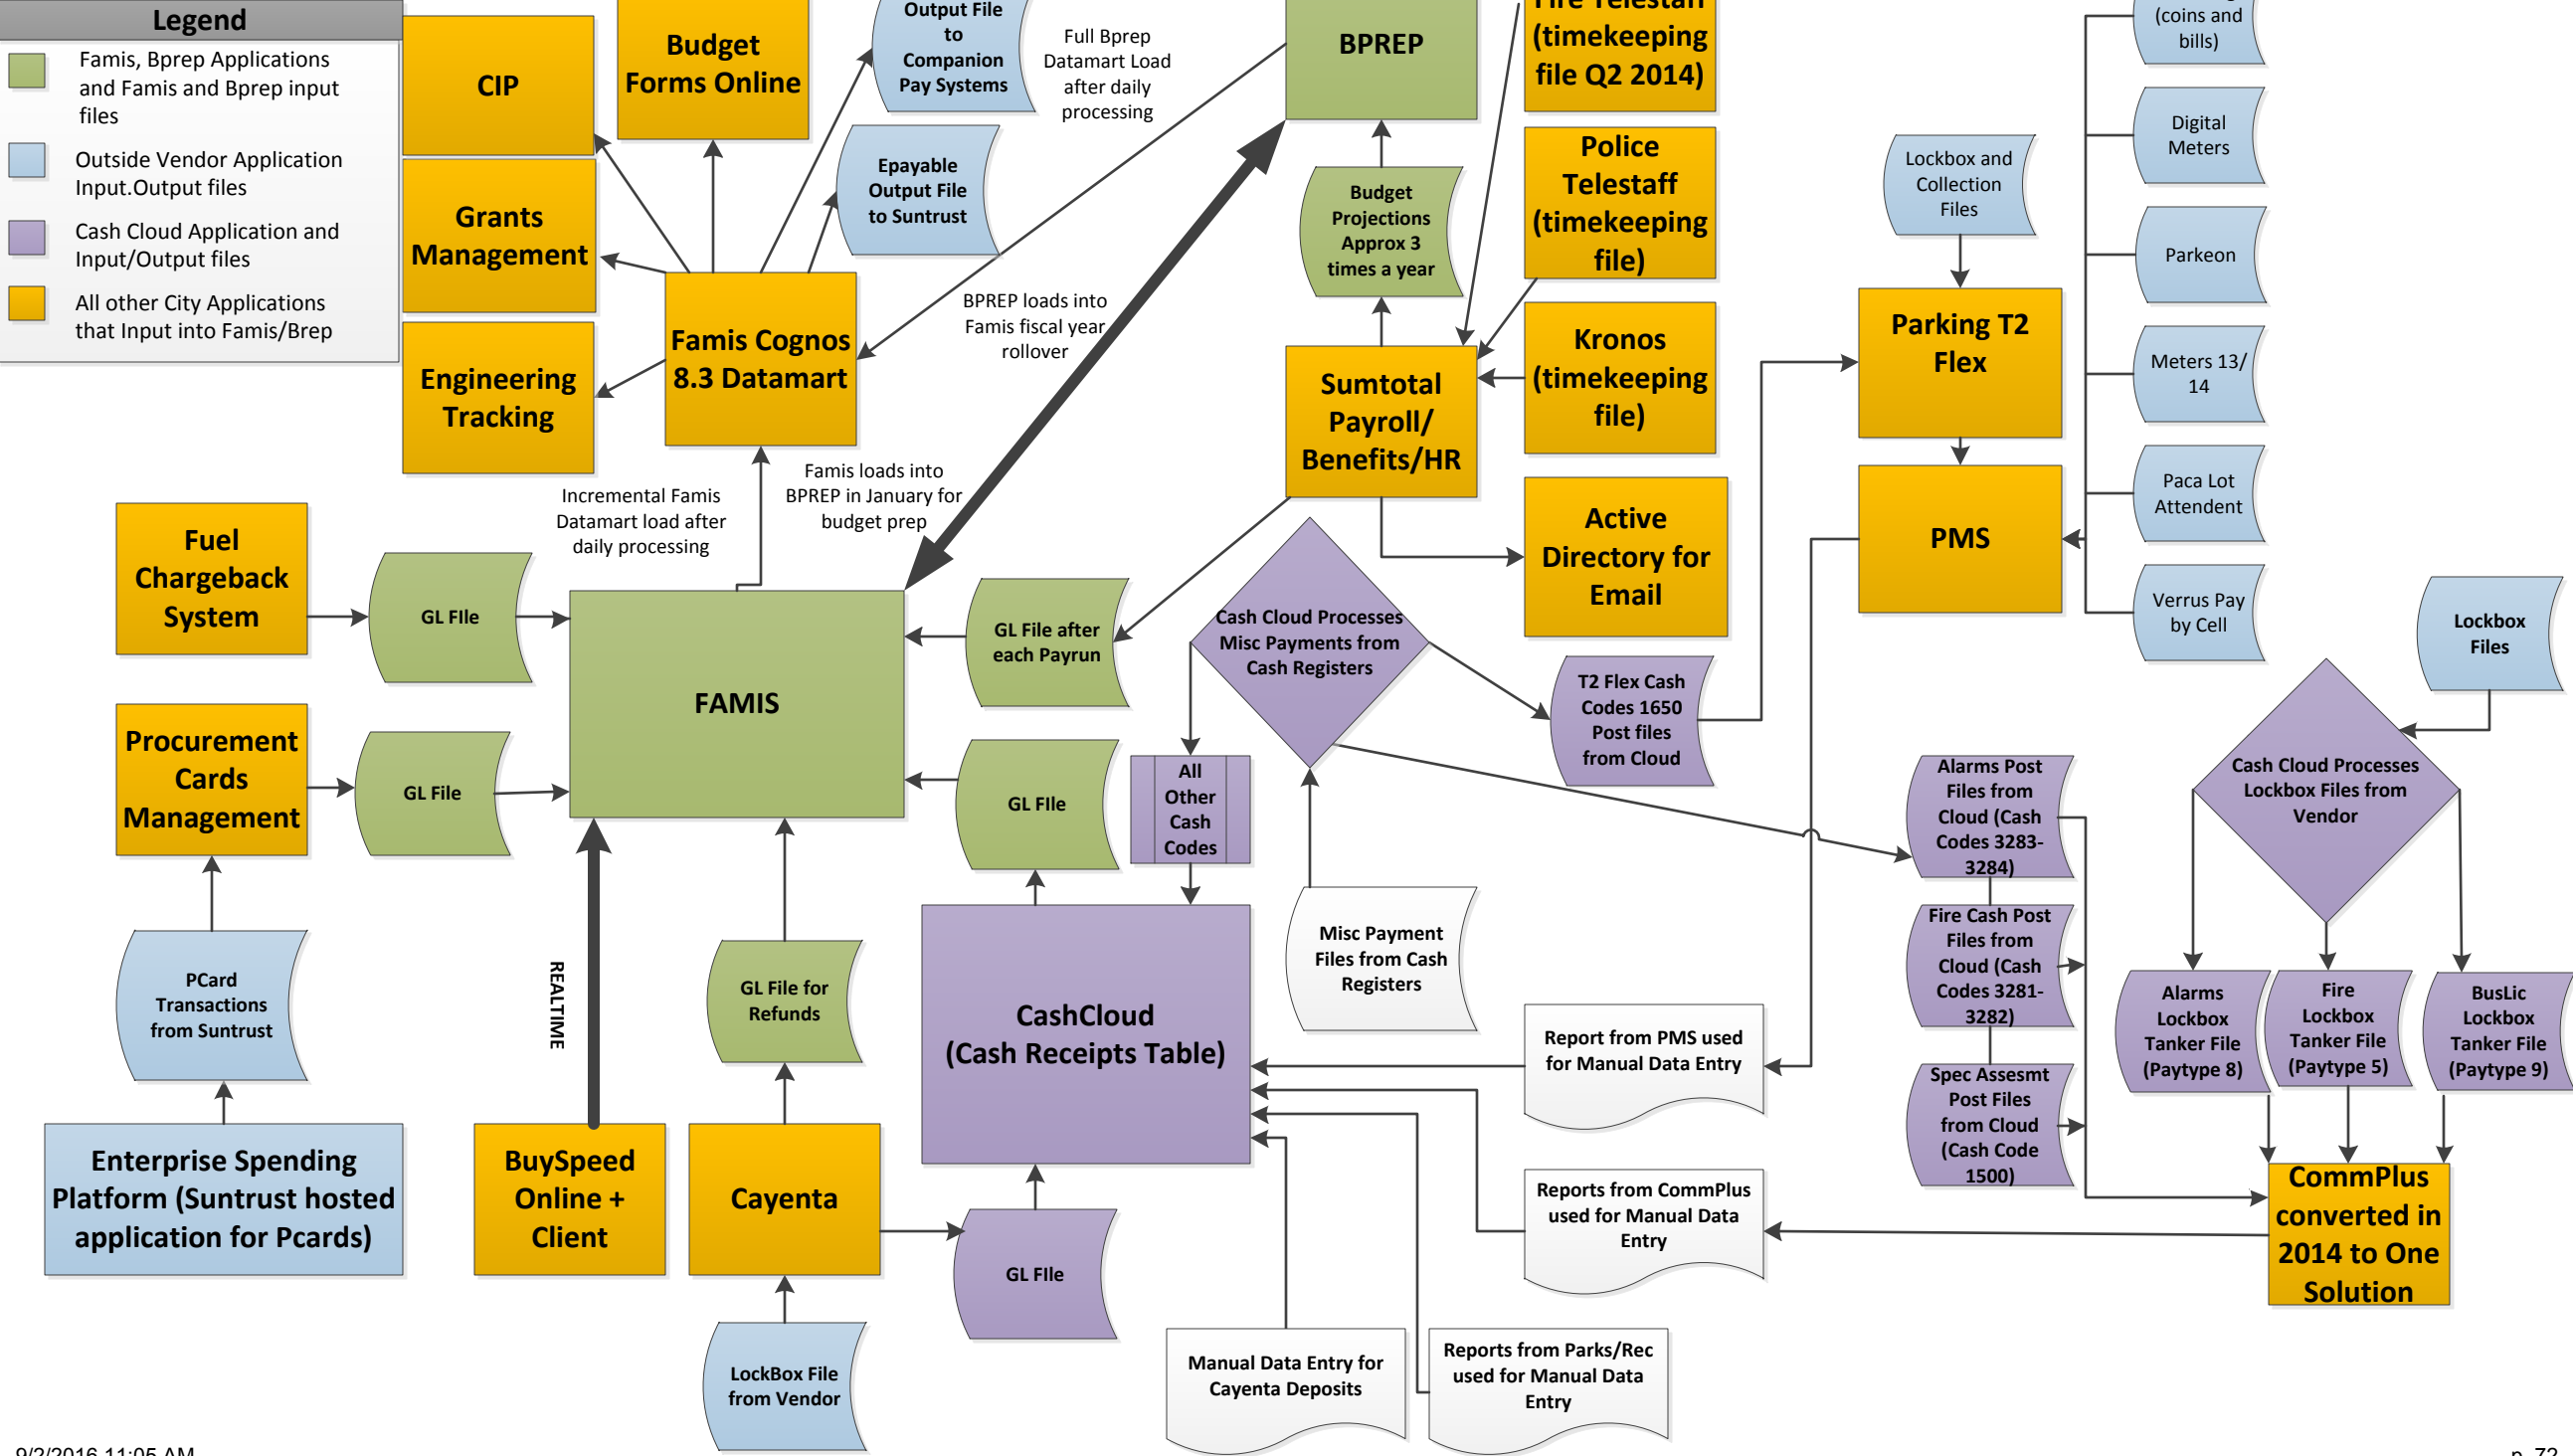 Legend
Famis, Bprep Applications
and Famis and Bprep input
files
Outside Vendor Application
Input.Output files
Cash Cloud Application and
Input/Output files
All other City Applications
that Input into Famis/Brep
CIP
Budget
Forms Online
Output File
to
Companion
Pay Systems
Full Bprep
Datamart Load
after daily
processing
BPREP
Fire Telestaff
(timekeeping
file Q2 2014)
(coins and
bills)
Grants
Management
Epayable
Output File
to Suntrust
Budget
Projections
Approx 3
times a year
Police
Telestaff
(timekeeping
file)
Lockbox and
Collection
Files
Digital
Meters
Parkeon
Engineering
Tracking
Famis Cognos
8.3 Datamart
BPREP loads into
Famis fiscal year
rollover
Sumtotal
Payroll/
Benefits/HR
Kronos
(timekeeping
file)
Parking T2
Flex
Meters 13/
14
Incremental Famis
Datamart load after
daily processing
Famis loads into
BPREP in January for
budget prep
Active
Directory for
Email
PMS
Paca Lot
Attendent
Verrus Pay
by Cell
Fuel
Chargeback
System
GL FIle
FAMIS
GL File after
each Payrun
Cash Cloud Processes
Misc Payments from
Cash Registers
T2 Flex Cash
Codes 1650
Post files
from Cloud
Lockbox
Files
Procurement
Cards
Management
GL File
GL FIle
All
Other
Cash
Codes
Alarms Post
Files from
Cloud (Cash
Codes 3283-
3284)
Cash Cloud Processes
Lockbox Files from
Vendor
PCard
Transactions
from Suntrust
REALTIME
GL File for
Refunds
CashCloud
(Cash Receipts Table)
Misc Payment
Files from Cash
Registers
Report from PMS used
for Manual Data Entry
Fire Cash Post
Files from
Cloud (Cash
Codes 3281-
3282)
Alarms
Lockbox
Tanker File
(Paytype 8)
Fire
Lockbox
Tanker File
(Paytype 5)
BusLic
Lockbox
Tanker File
(Paytype 9)
Spec Assesmt
Post Files
from Cloud
(Cash Code
1500)
Enterprise Spending
Platform (Suntrust hosted
application for Pcards)
BuySpeed
Online +
Client
Cayenta
GL FIle
Reports from CommPlus
used for Manual Data
Entry
CommPlus
converted in
2014 to One
Solution
LockBox File
from Vendor
Manual Data Entry for
Cayenta Deposits
Reports from Parks/Rec
used for Manual Data
Entry
9/2/2016 11:05 AM
p. 72